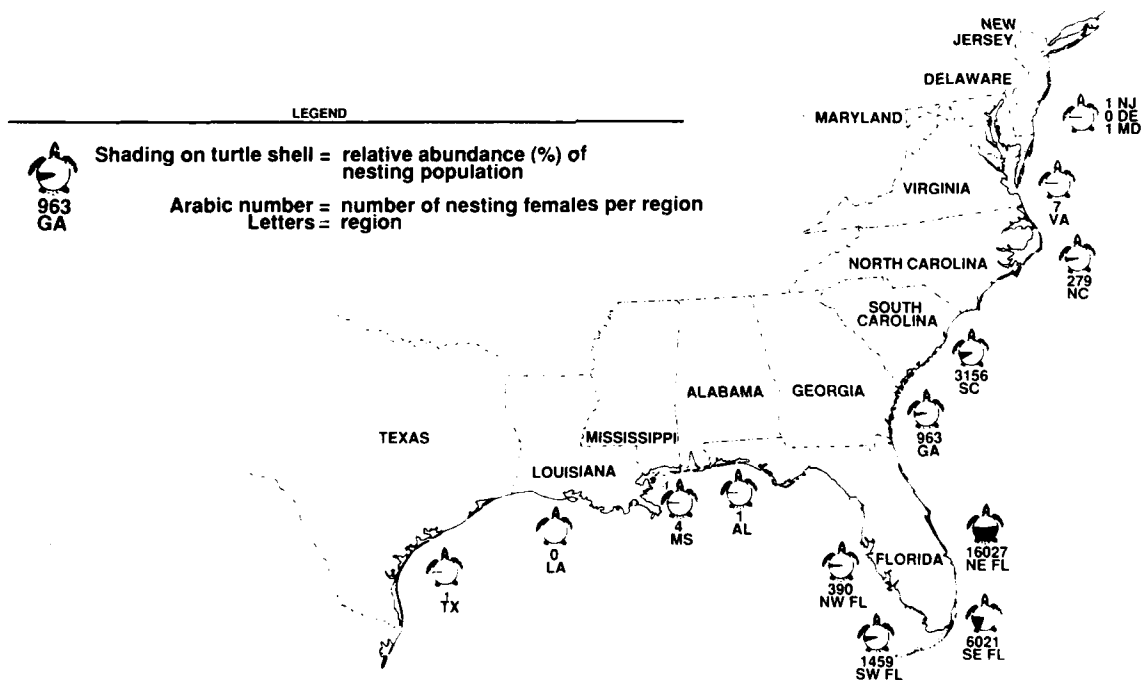 NEW
JERSEY
DELAWARE
LEGEND
MARYLAND
1 NJ
0 DE
1 MD
Shading on turtle shell = relative abundance (%) of
nesting population
963
GA
Arabic number = number of nesting females per region
Letters = region
VIRGINIA
7
VA
NORTH CAROLINA
279
NC
SOUTH
CAROLINA
3156
SC
ALABAMA
GEORGIA
963
GA
TEXAS
MISSISSIPPI
LOUISIANA
4
MS
1
AL
0
LA
1
TX
FLORIDA
16027
NE FL
390
NW FL
6021
SE FL
1459
SW FL